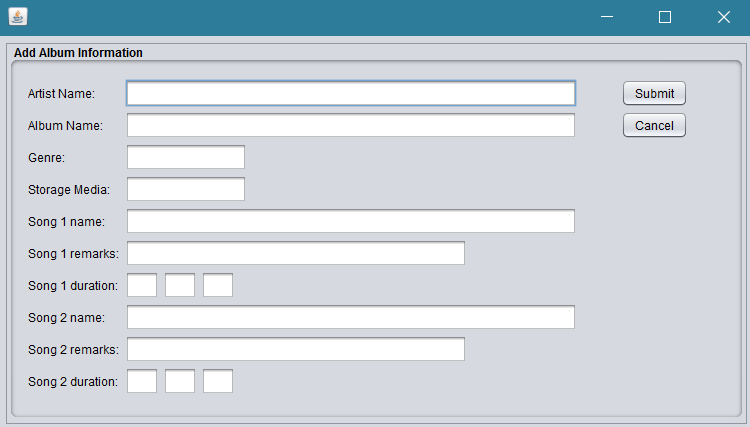 Add Album Information
Artist Name:
Submit
Album Name:
Cancel
Genre:
Storage Media:
Song 1 name:
Song 1 remarks:
Song 1 duration:
Song 2 name:
Song 2 remarks:
Song 2 duration: